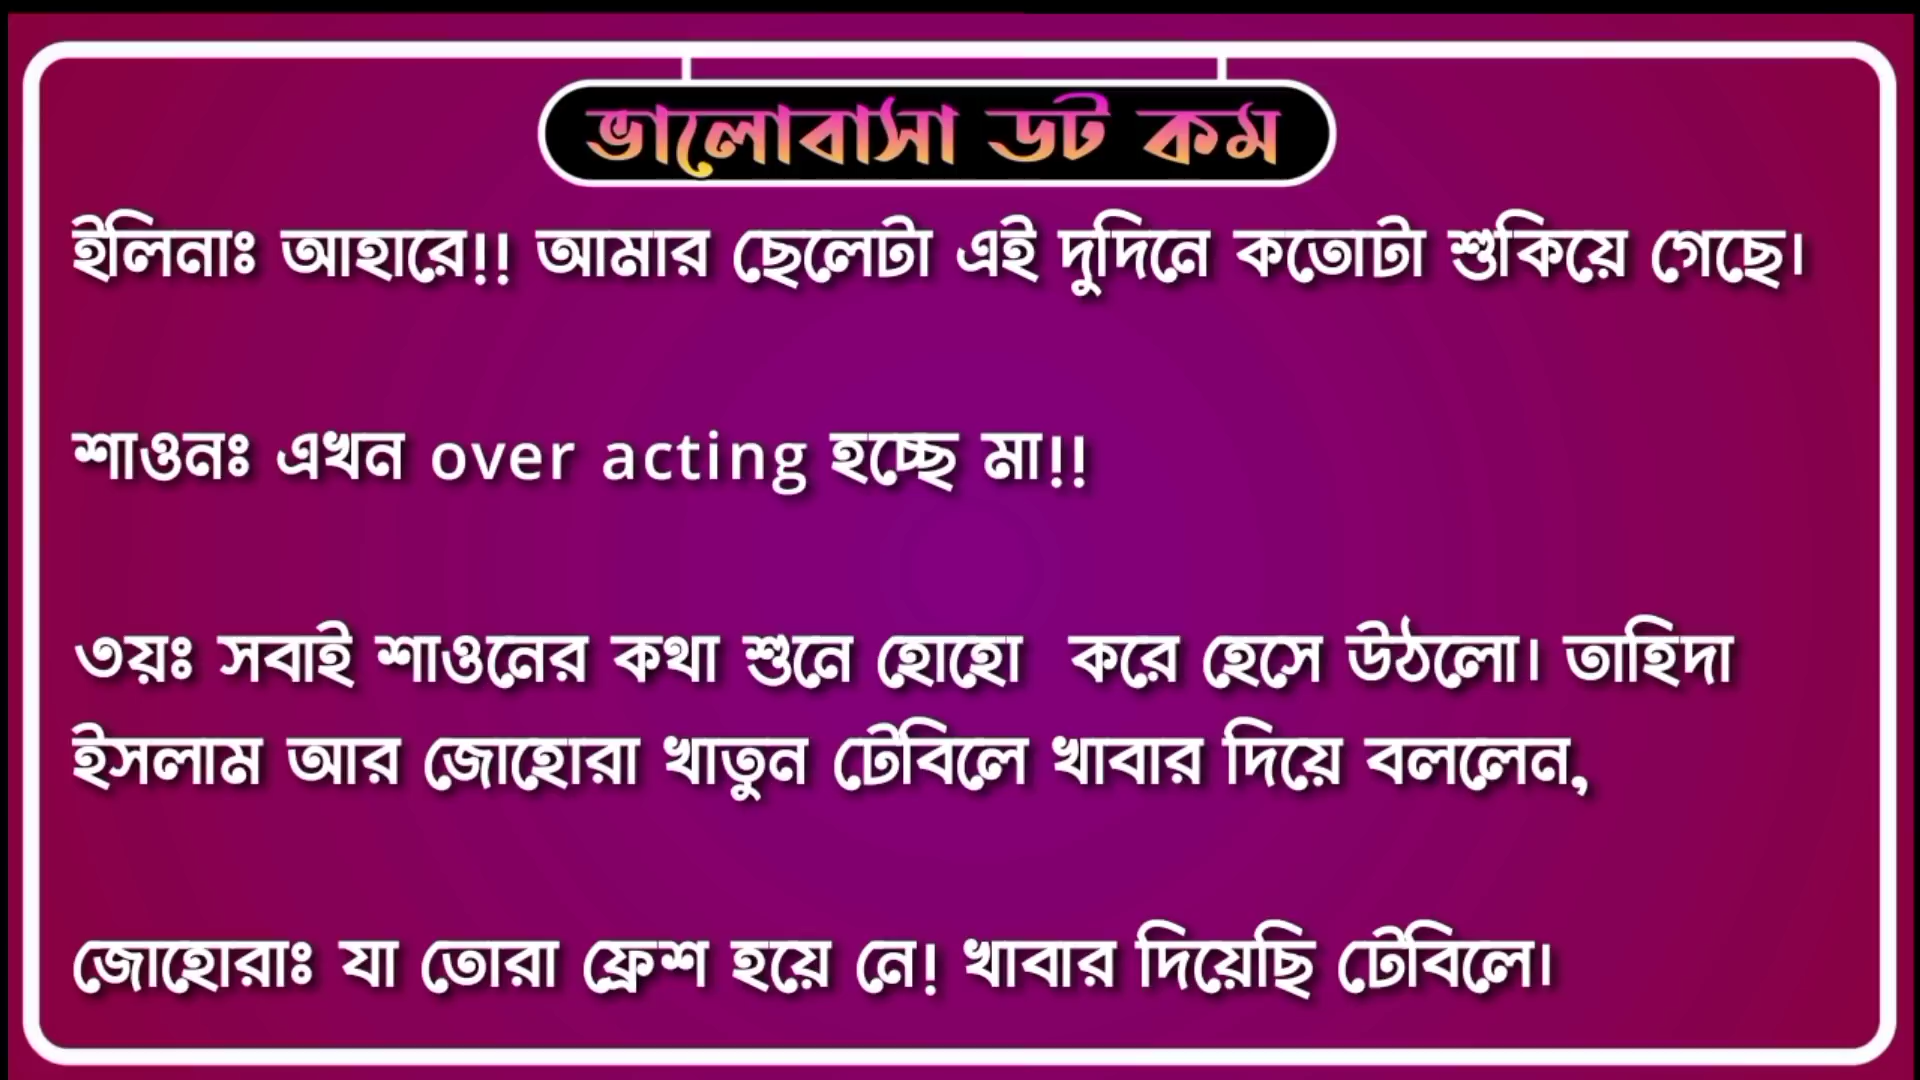 ভালোবাসা ডট কম
ইলিনাঃ আহারে!! আমার ছেলেটা এই দুদিনে কতোটা শুকিয়ে গেছে।
শাওনঃ এখন over acting হচ্ছে মা!!
৩য়ঃ সবাই শাওনের কথা শুনে হোহো করে হেসে উঠলো। তাহিদা
ইসলাম আর জোহোরা খাতুন টেবিলে খাবার দিয়ে বললেন,
জোহোরাঃ যা তোরা ফ্রেশ হয়ে নে! খাবার দিয়েছি টেবিলে।